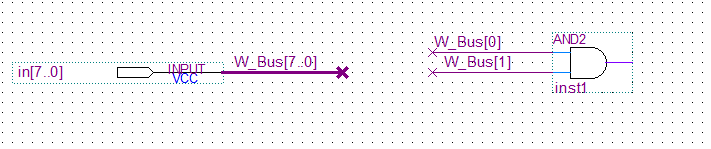 W_Bus[0]
AND2
W_Bus[7..0]
W_Bus[1]
in[7..0]
INPUT
VCC
inst1